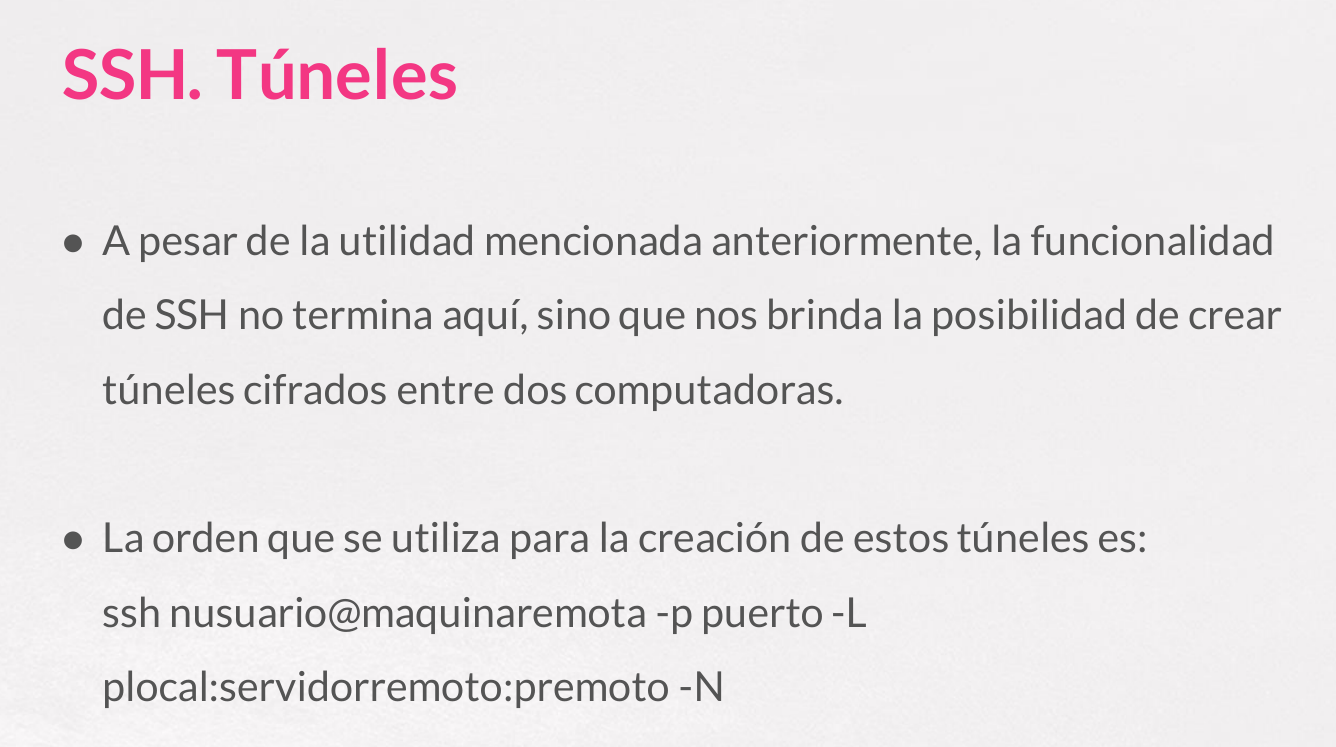 SSH. Túneles
● A pesar de la utilidad mencionada anteriormente, la funcionalidad
de SSH no termina aquí, sino que nos brinda la posibilidad de crear
túneles cifrados entre dos computadoras.
● La orden que se utiliza para la creación de estos túneles es:
ssh nusuario@maquinaremota -p puerto -L
plocal:servidorremoto:premoto -N